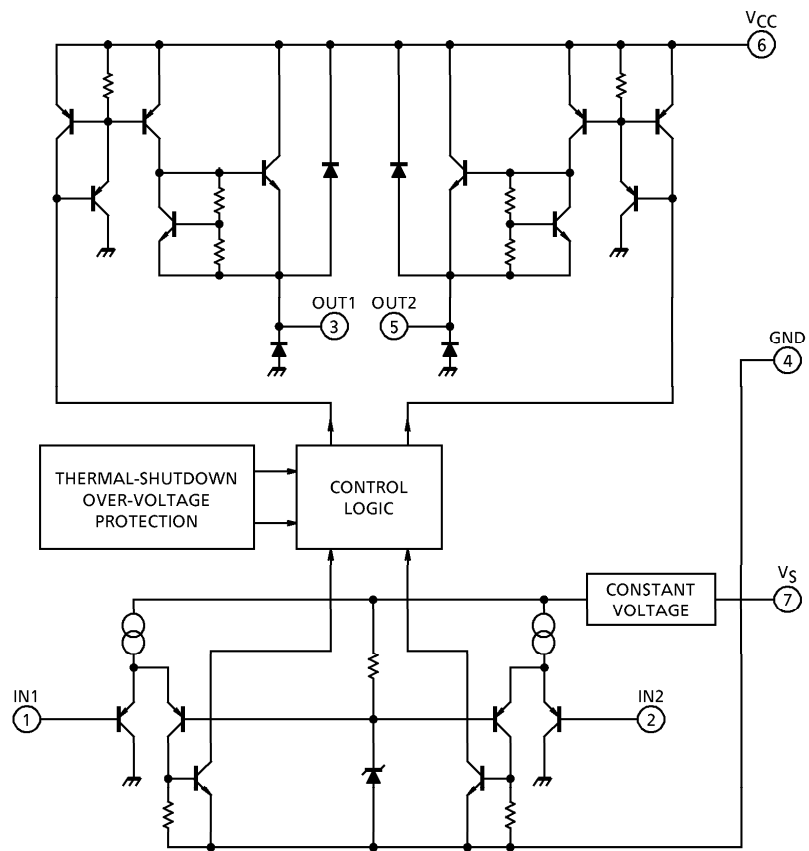 VCC
6
OUT1
3
OUT2
5
GND
4
THERMAL-SHUTDOWN
OVER-VOLTAGE
PROTECTION
CONTROL
LOGIC
VS
7
CONSTANT
VOLTAGE
IN1
1
IN2
2